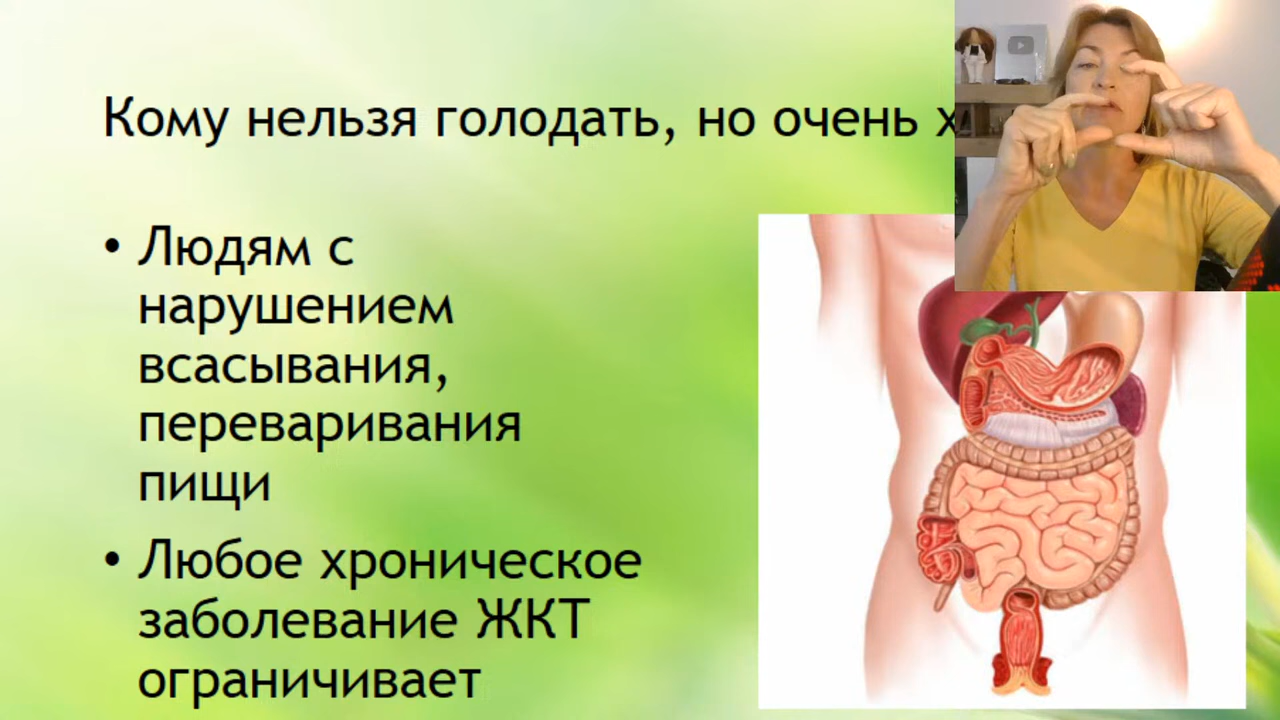 Кому нельзя голодать, но очень
• Людям с
нарушением
всасывания,
переваривания
пищи
• Любое хроническое
заболевание ЖКТ
ограничивает